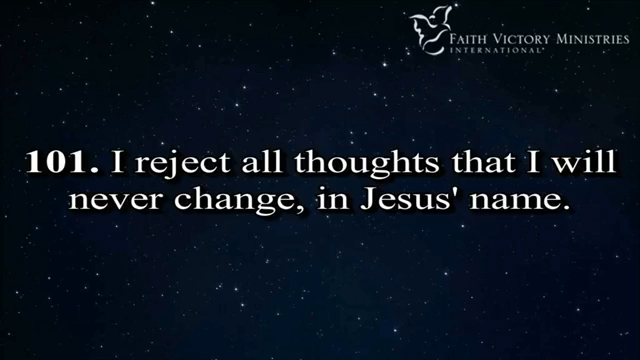 FAITH VICTORY MINISTRIES
INTERNATIONAL
101. I reject all thoughts that I will
never change, in Jesus' name.